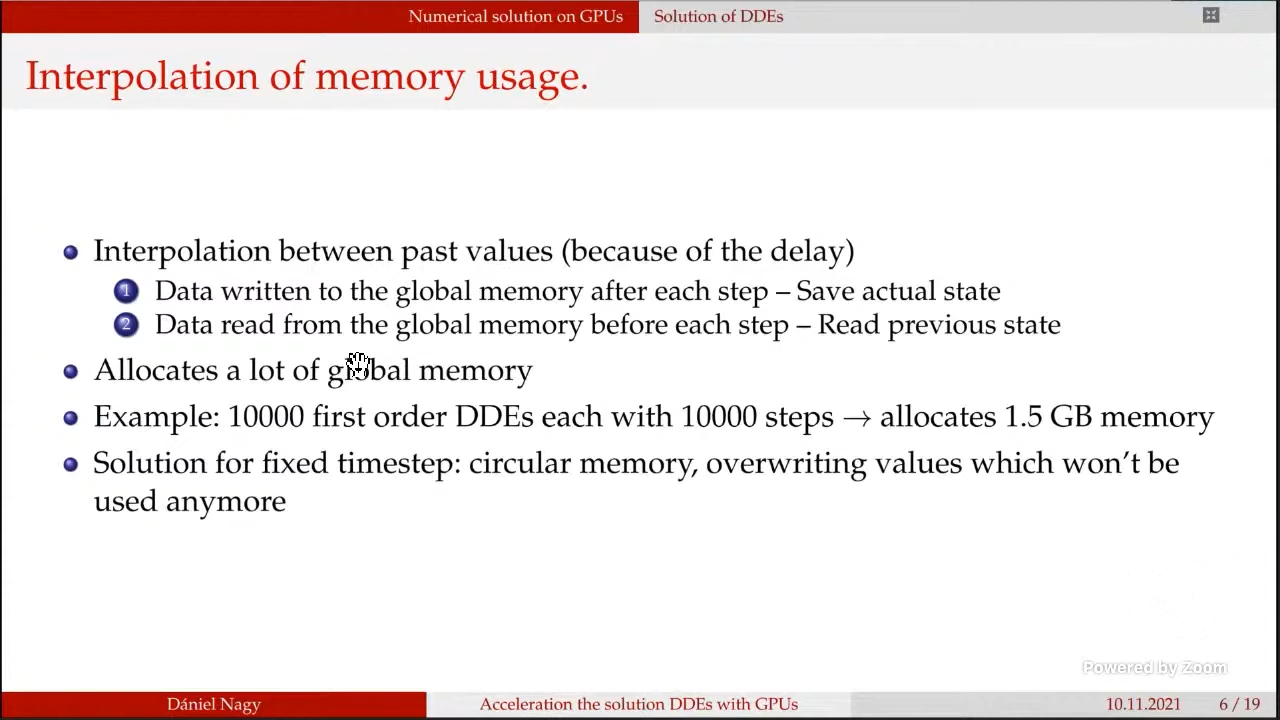 Numerical solution on GPUs Solution of DDEs
Interpolation of memory usage.
Interpolation between past values (because of the delay)
1 Data written to the global memory after each step – Save actual state
2 Data read from the global memory before each step – Read previous state
Allocates a lot of global memory
Example: 10000 first order DDEs each with 10000 steps → allocates 1.5 GB memory
Solution for fixed timestep: circular memory, overwriting values which won't be
used anymore
Powered by Zoom
Dániel Nagy Acceleration the solution DDEs with GPUs 10.11.2021 6 / 19